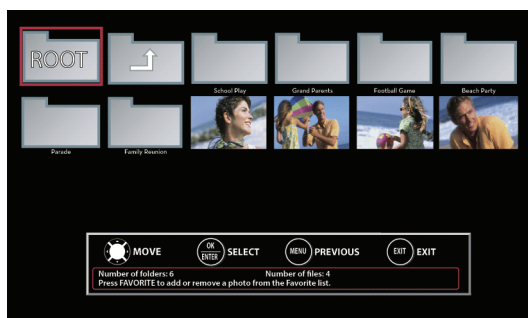 ROOT
School Play
Grand Parents
Football Game
Beach Party
Parade
Family Reunion
MOVE
OK ENTER SELECT
MENU PREVIOUS
EXIT EXIT
Number of folders: 6 Number of files: 4
Press FAVORITE to add or remove a photo from the Favorite list.